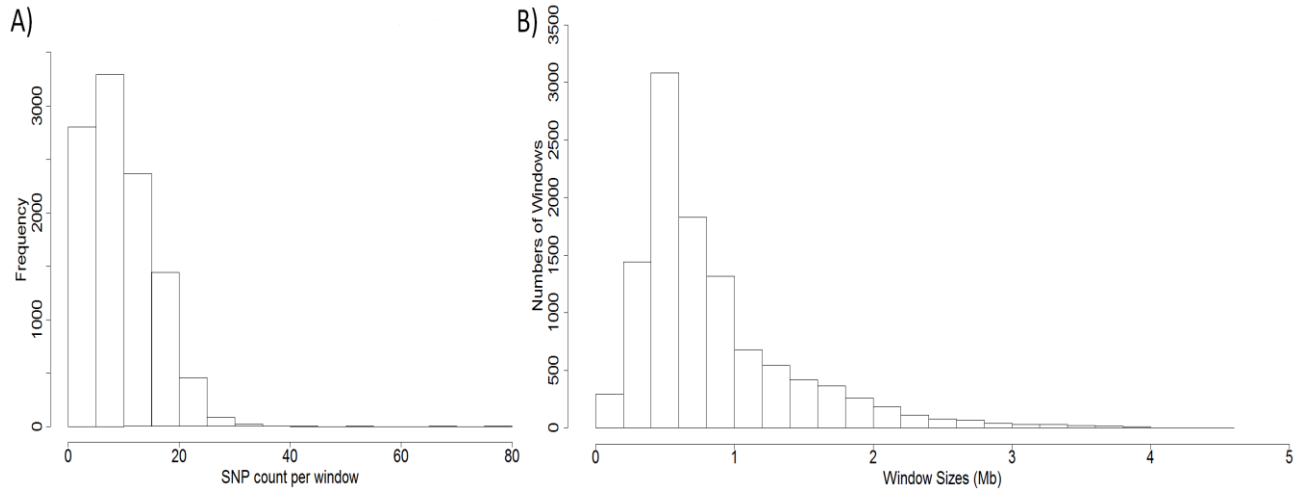 A)
Frequency
0 1000 2000 3000
0 20 40 60 80
SNP count per window
B)
Numbers of Windows
0 500 1000 1500 2000 2500 3000 3500
0 1 2 3 4 5
Window Sizes (Mb)